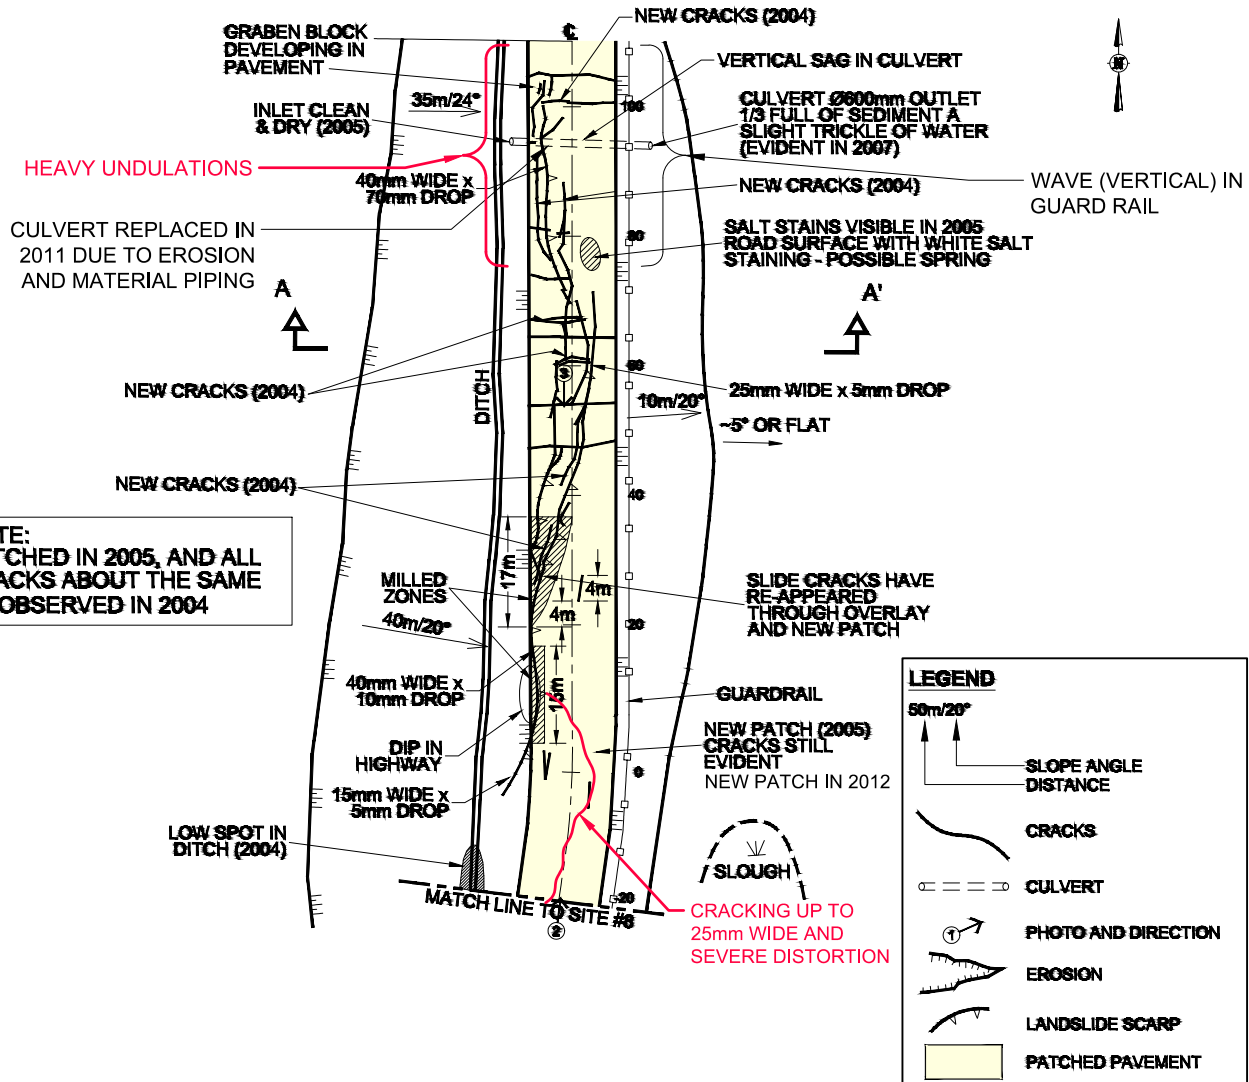 NEW CRACKS (2004)
GRABEN BLOCK
DEVELOPING IN
PAVEMENT
℄
N
VERTICAL SAG IN CULVERT
35m/24°
100
CULVERT Ø600mm OUTLET
1/3 FULL OF SEDIMENT A
SLIGHT TRICKLE OF WATER
(EVIDENT IN 2007)
INLET CLEAN
& DRY (2005)
HEAVY UNDULATIONS
40mm WIDE x
70mm DROP
NEW CRACKS (2004)
WAVE (VERTICAL) IN
GUARD RAIL
CULVERT REPLACED IN
2011 DUE TO EROSION
AND MATERIAL PIPING
80
SALT STAINS VISIBLE IN 2005
ROAD SURFACE WITH WHITE SALT
STAINING - POSSIBLE SPRING
A
A'
60
3
NEW CRACKS (2004)
DITCH
25mm WIDE x 5mm DROP
10m/20°
~5° OR FLAT
NEW CRACKS (2004)
40
TE:
TCHED IN 2005, AND ALL
ACKS ABOUT THE SAME
OBSERVED IN 2004
17m
MILLED
ZONES
4m
4m
SLIDE CRACKS HAVE
RE-APPEARED
THROUGH OVERLAY
AND NEW PATCH
40m/20°
20
40mm WIDE x
10mm DROP
15m
GUARDRAIL
DIP IN
HIGHWAY
NEW PATCH (2005)
CRACKS STILL
EVIDENT
NEW PATCH IN 2012
0
15mm WIDE x
5mm DROP
LOW SPOT IN
DITCH (2004)
SLOUGH
-20
MATCH LINE TO SITE #8
2
CRACKING UP TO
25mm WIDE AND
SEVERE DISTORTION
LEGEND
50m/20°
SLOPE ANGLE
DISTANCE
CRACKS
CULVERT
1
PHOTO AND DIRECTION
EROSION
LANDSLIDE SCARP
PATCHED PAVEMENT